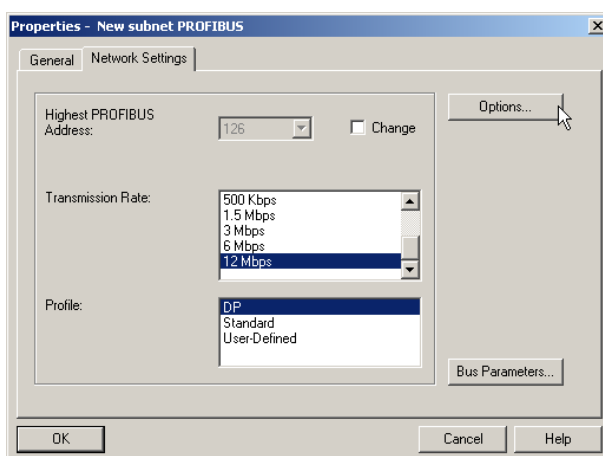 Properties - New subnet PROFIBUS
General
Network Settings
Highest PROFIBUS
Address:
126
Change
Options...
Transmission Rate:
500 Kbps
1.5 Mbps
3 Mbps
6 Mbps
12 Mbps
Profile:
DP
Standard
User-Defined
Bus Parameters...
OK
Cancel
Help